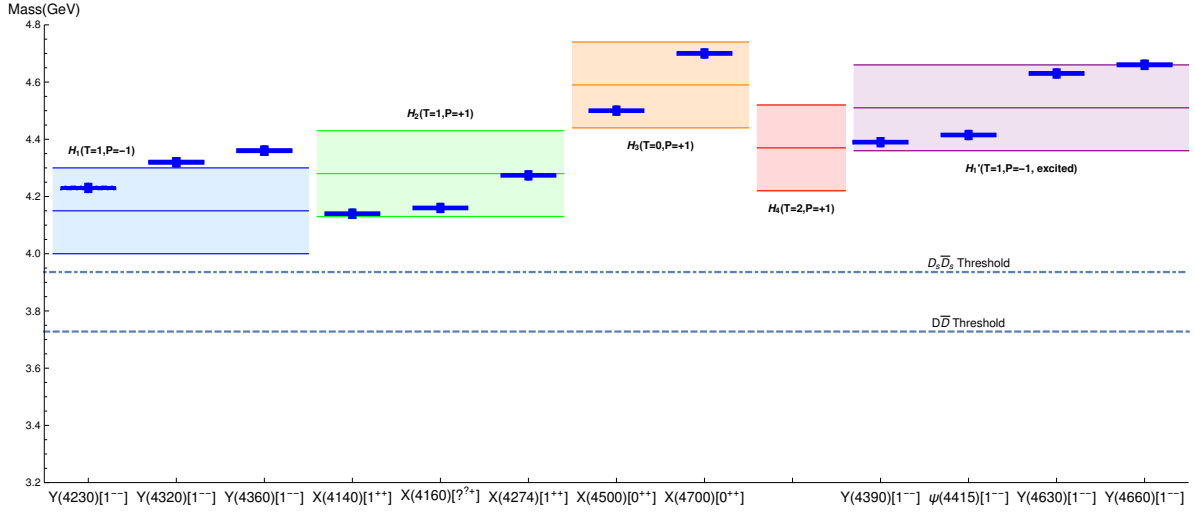 Mass(GeV)
4.8
4.6
4.4
4.2
4.0
3.8
3.6
3.4
3.2
H₁(T=1,P=−1)
H₂(T=1,P=+1)
H₃(T=0,P=+1)
H₄(T=2,P=+1)
H₁'(T=1,P=−1, excited)
DₛD̅ₛ Threshold
DD̅ Threshold
Y(4230)[1⁻⁻] Y(4320)[1⁻⁻] Y(4360)[1⁻⁻] X(4140)[1⁺⁺] X(4160)[?^?⁺] X(4274)[1⁺⁺] X(4500)[0⁺⁺] X(4700)[0⁺⁺] Y(4390)[1⁻⁻] ψ(4415)[1⁻⁻] Y(4630)[1⁻⁻] Y(4660)[1⁻⁻]